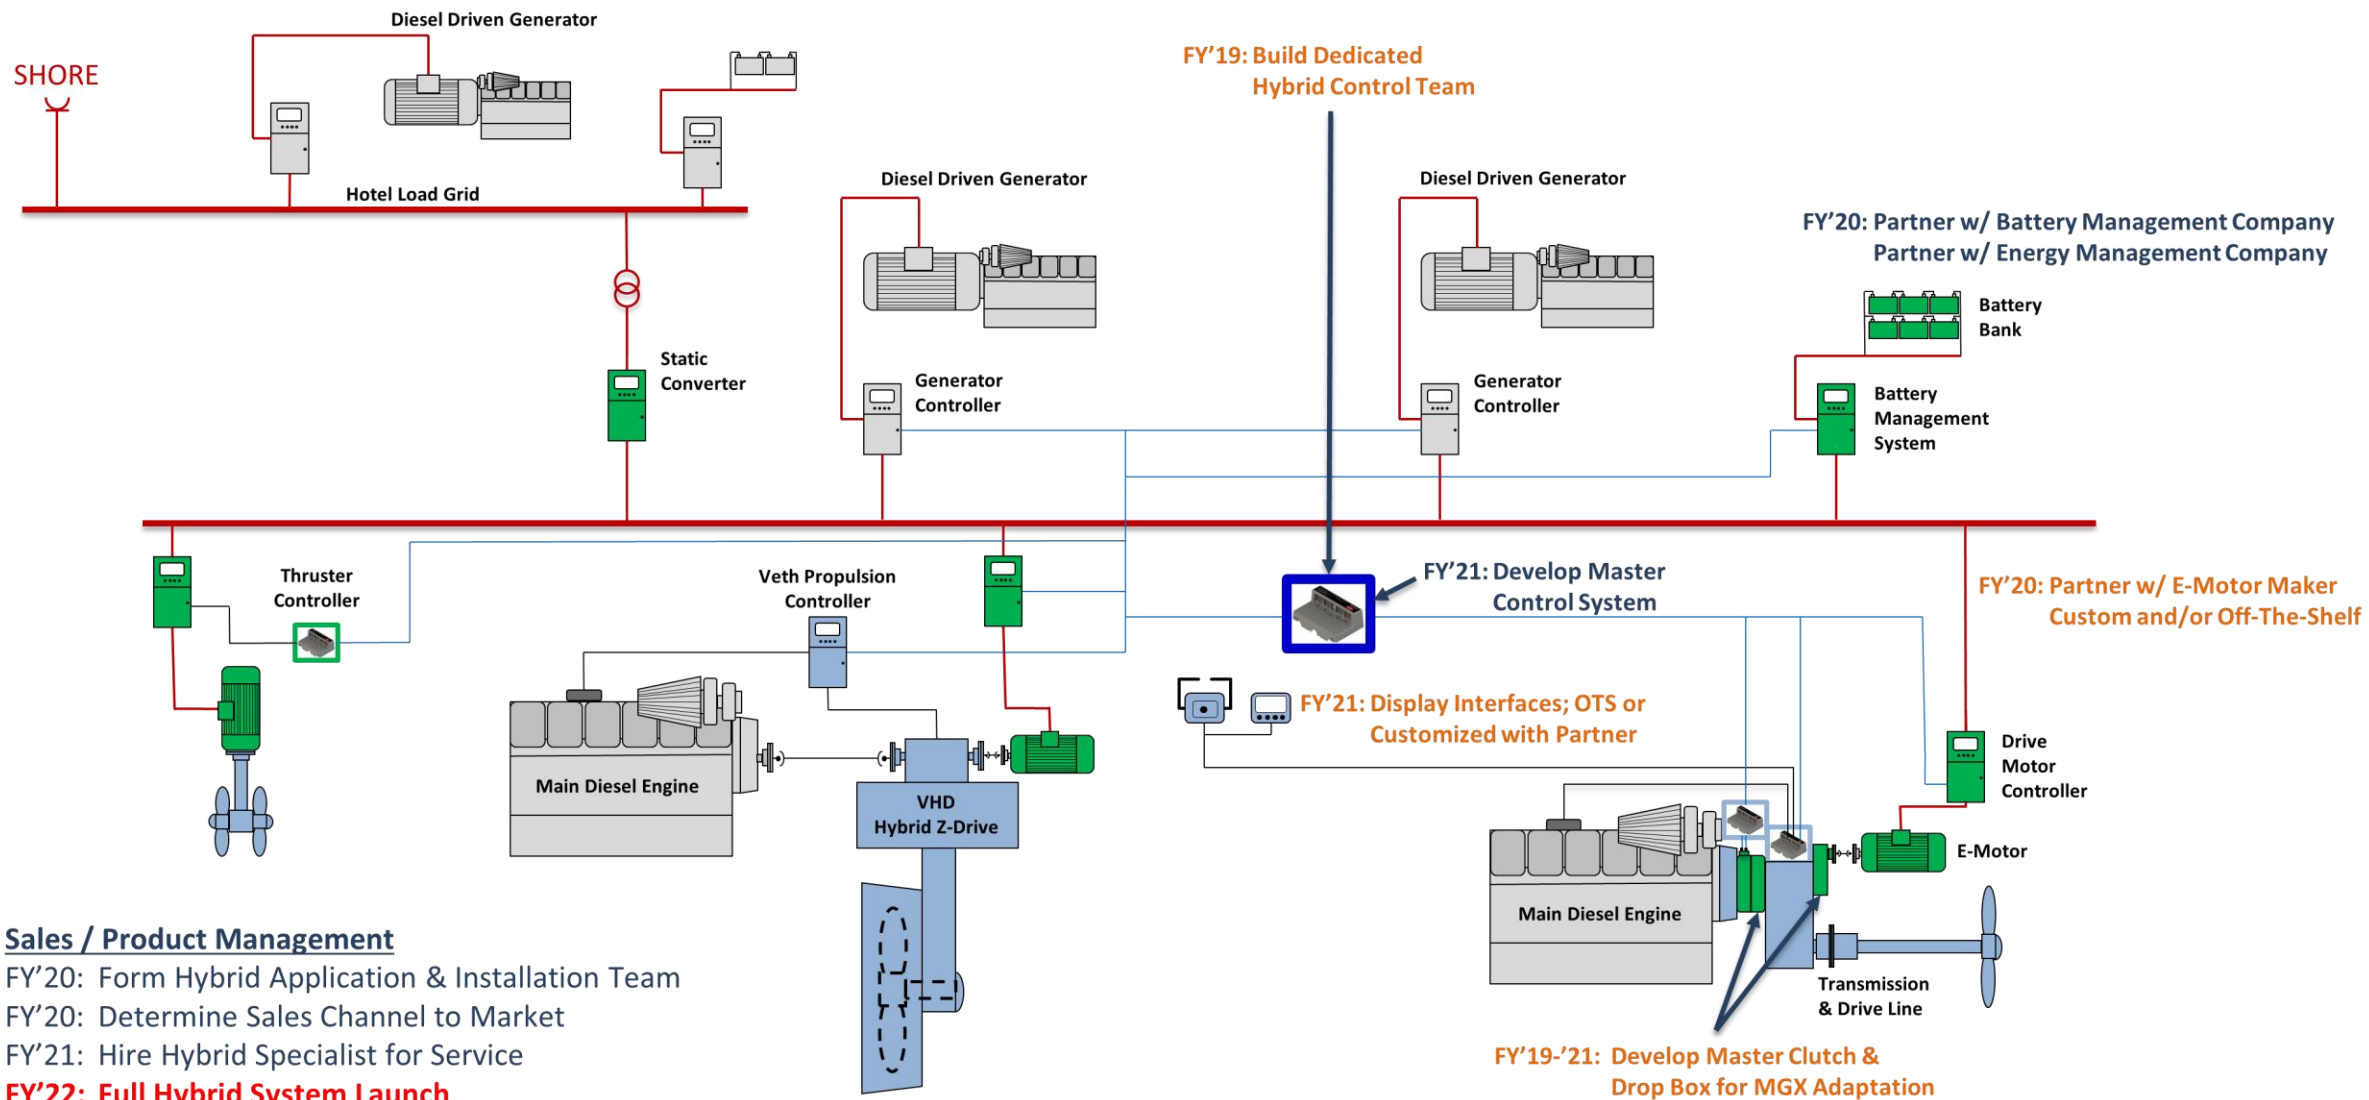 Diesel Driven Generator
SHORE
Hotel Load Grid
FY'19: Build Dedicated
Hybrid Control Team
Diesel Driven Generator
Diesel Driven Generator
FY'20: Partner w/ Battery Management Company
Partner w/ Energy Management Company
Battery
Bank
Static
Converter
Generator
Controller
Generator
Controller
Battery
Management
System
Thruster
Controller
Veth Propulsion
Controller
FY'21: Develop Master
Control System
FY'20: Partner w/ E-Motor Maker
Custom and/or Off-The-Shelf
FY'21: Display Interfaces; OTS or
Customized with Partner
Main Diesel Engine
VHD
Hybrid Z-Drive
Drive
Motor
Controller
E-Motor
Main Diesel Engine
Transmission
& Drive Line
FY'19-'21: Develop Master Clutch &
Drop Box for MGX Adaptation
Sales / Product Management
FY'20: Form Hybrid Application & Installation Team
FY'20: Determine Sales Channel to Market
FY'21: Hire Hybrid Specialist for Service
FY'22: Full Hybrid System Launch